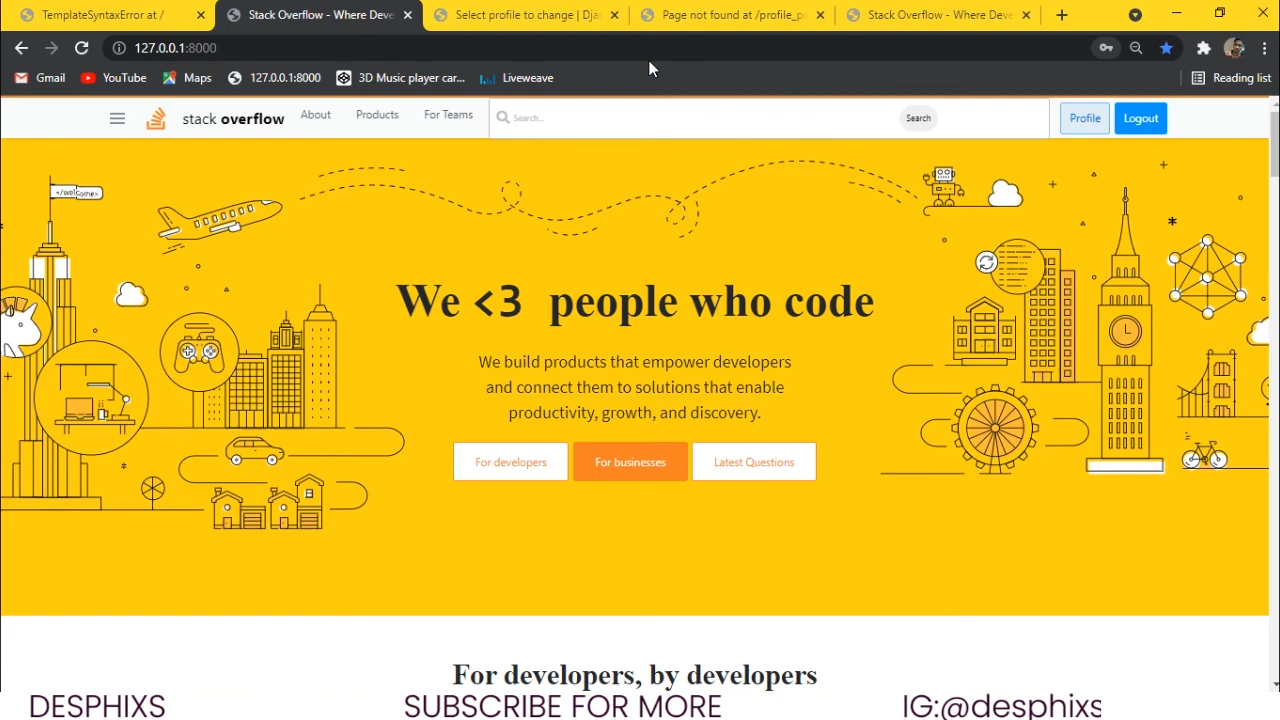 TemplateSyntaxError at /
Stack Overflow - Where Deve
Select profile to change | Dja
Page not found at /profile_pi
Stack Overflow - Where Deve
127.0.0.1:8000
Gmail
YouTube
Maps
127.0.0.1:8000
3D Music player car...
Liveweave
Reading list
stack overflow
About
Products
For Teams
Search...
Search
Profile
Logout
</welcome>
We <3 people who code
We build products that empower developers
and connect them to solutions that enable
productivity, growth, and discovery.
For developers
For businesses
Latest Questions
For developers, by developers
DESPHIXS
SUBSCRIBE FOR MORE
IG:@desphixs